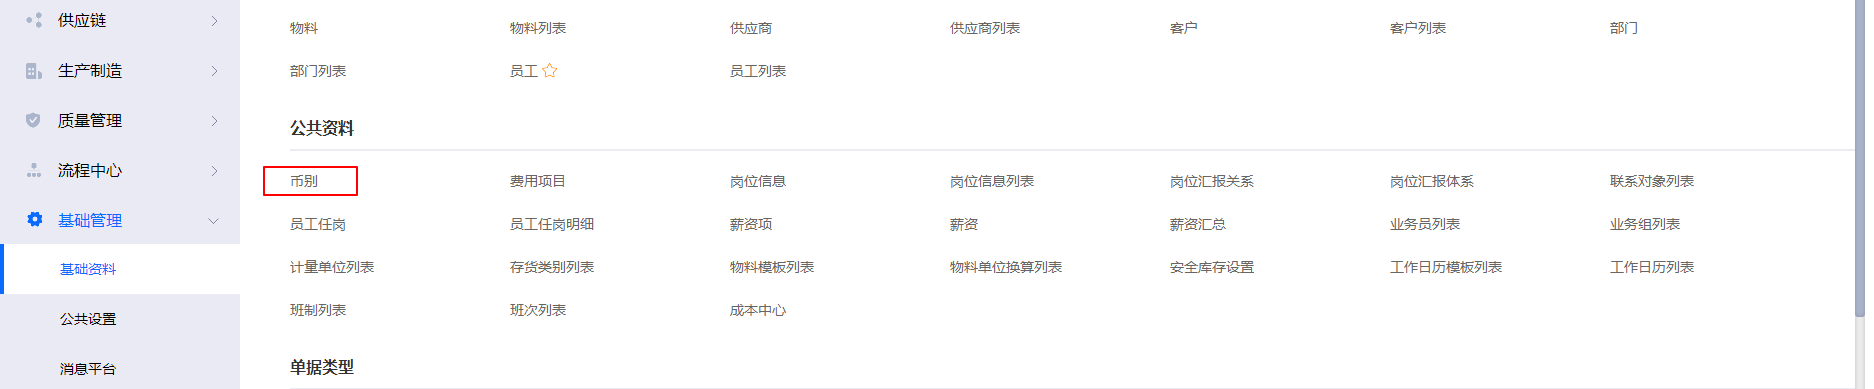 供应链
生产制造
质量管理
流程中心
基础管理
基础资料
公共设置
消息平台
物料 物料列表 供应商 供应商列表 客户 客户列表 部门
部门列表 员工 员工列表
公共资料
币别 费用项目 岗位信息 岗位信息列表 岗位汇报关系 岗位汇报体系 联系对象列表
员工任岗 员工任岗明细 薪资项 薪资 薪资汇总 业务员列表 业务组列表
计量单位列表 存货类别列表 物料模板列表 物料单位换算列表 安全库存设置 工作日历模板列表 工作日历列表
班制列表 班次列表 成本中心
单据类型